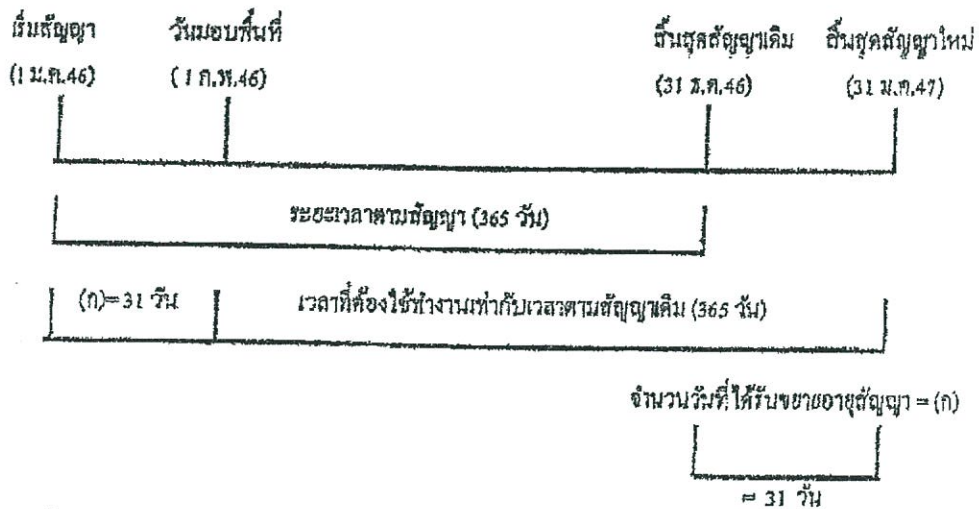 เริ่มสัญญา วันมอบพื้นที่ สิ้นสุดสัญญาเดิม สิ้นสุดสัญญาใหม่
(1 ม.ค.46) (1 ก.พ.46) (31 ธ.ค.46) (31 ม.ค.47)
ระยะเวลาตามสัญญา (365 วัน)
(ก)=31 วัน เวลาที่ต้องใช้ทำงานเท่ากับเวลาตามสัญญาเดิม (365 วัน)
จำนวนวันที่ได้รับขยายอายุสัญญา = (ก)
= 31 วัน